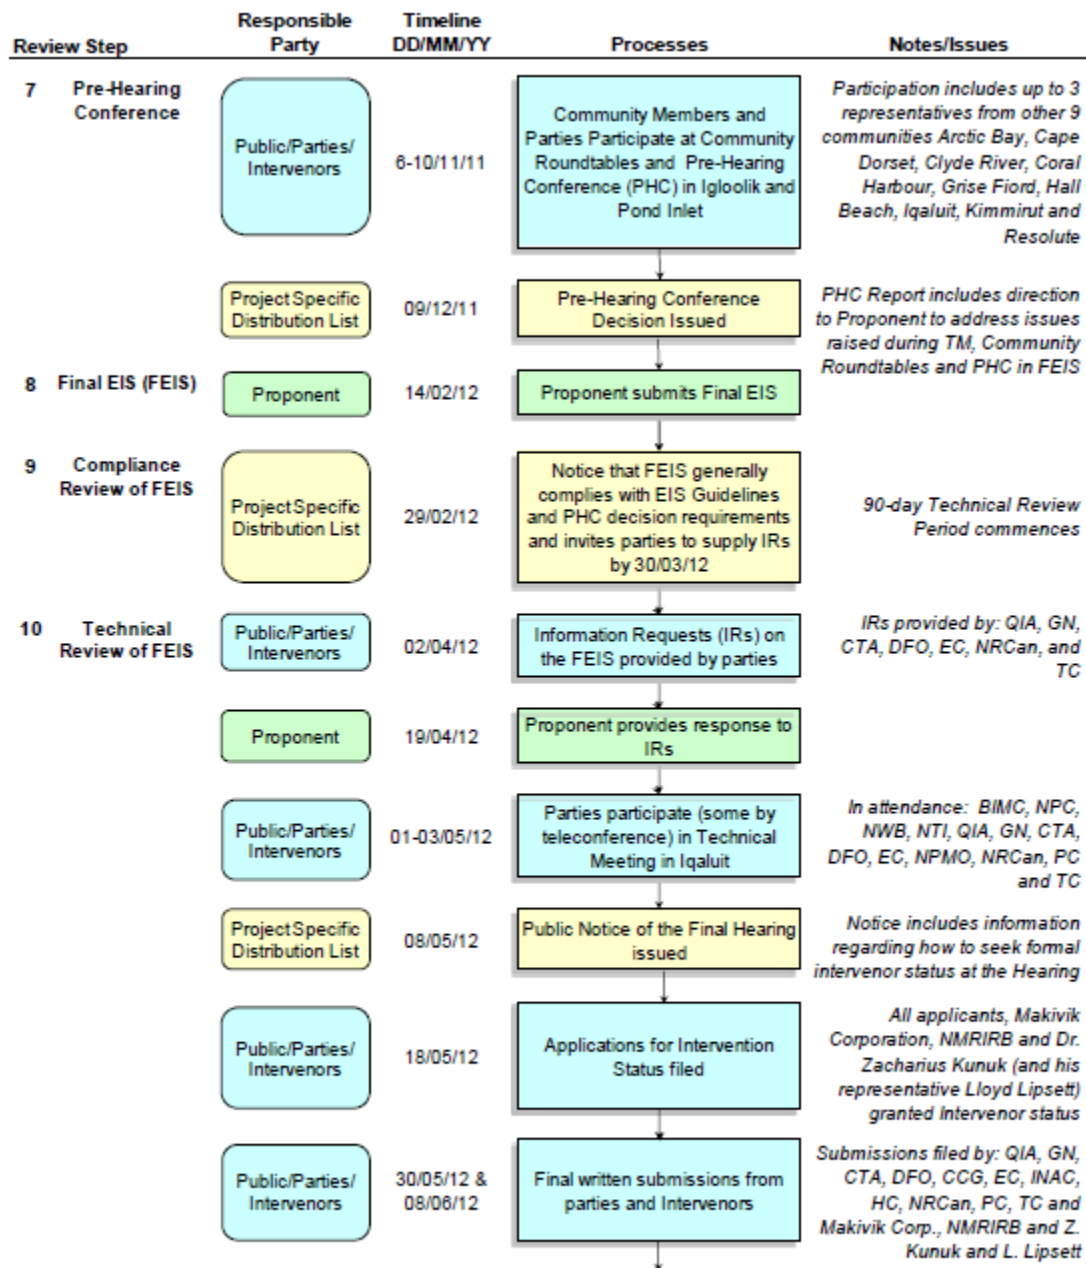 Review Step
Responsible
Party
Timeline
DD/MM/YY
Processes
Notes/Issues
7
Pre-Hearing
Conference
Public/Parties/
Intervenors
6-10/11/11
Community Members and
Parties Participate at Community
Roundtables and Pre-Hearing
Conference (PHC) in Igloolik and
Pond Inlet
Participation includes up to 3
representatives from other 9
communities Arctic Bay, Cape
Dorset, Clyde River, Coral
Harbour, Grise Fiord, Hall
Beach, Iqaluit, Kimmirut and
Resolute
Project Specific
Distribution List
09/12/11
Pre-Hearing Conference
Decision Issued
PHC Report includes direction
to Proponent to address issues
raised during TM, Community
Roundtables and PHC in FEIS
8
Final EIS (FEIS)
Proponent
14/02/12
Proponent submits Final EIS
9
Compliance
Review of FEIS
Project Specific
Distribution List
29/02/12
Notice that FEIS generally
complies with EIS Guidelines
and PHC decision requirements
and invites parties to supply IRs
by 30/03/12
90-day Technical Review
Period commences
10
Technical
Review of FEIS
Public/Parties/
Intervenors
02/04/12
Information Requests (IRs) on
the FEIS provided by parties
IRs provided by: QIA, GN,
CTA, DFO, EC, NRCan, and
TC
Proponent
19/04/12
Proponent provides response to
IRs
Public/Parties/
Intervenors
01-03/05/12
Parties participate (some by
teleconference) in Technical
Meeting in Iqaluit
In attendance: BIMC, NPC,
NWB, NTI, QIA, GN, CTA,
DFO, EC, NPMO, NRCan, PC
and TC
Project Specific
Distribution List
08/05/12
Public Notice of the Final Hearing
issued
Notice includes information
regarding how to seek formal
intervenor status at the Hearing
Public/Parties/
Intervenors
18/05/12
Applications for Intervention
Status filed
All applicants, Makivik
Corporation, NMRIRB and Dr.
Zacharius Kunuk (and his
representative Lloyd Lipsett)
granted Intervenor status
Public/Parties/
Intervenors
30/05/12 &
08/06/12
Final written submissions from
parties and Intervenors
Submissions filed by: QIA, GN,
CTA, DFO, CCG, EC, INAC,
HC, NRCan, PC, TC and
Makivik Corp., NMRIRB and Z.
Kunuk and L. Lipsett